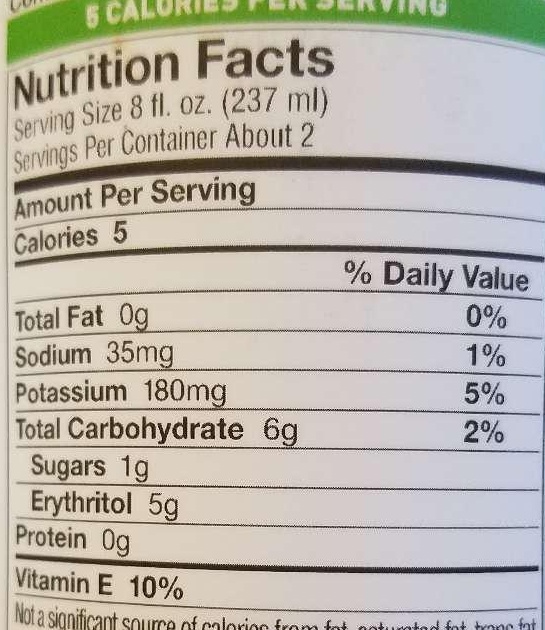 5 CALORIES PER SERVING
Nutrition Facts
Serving Size 8 fl. oz. (237 ml)
Servings Per Container About 2
Amount Per Serving
Calories 5
% Daily Value
Total Fat 0g 0%
Sodium 35mg 1%
Potassium 180mg 5%
Total Carbohydrate 6g 2%
Sugars 1g
Erythritol 5g
Protein 0g
Vitamin E 10%
Not a significant source of calories from fat, saturated fat, trans fat